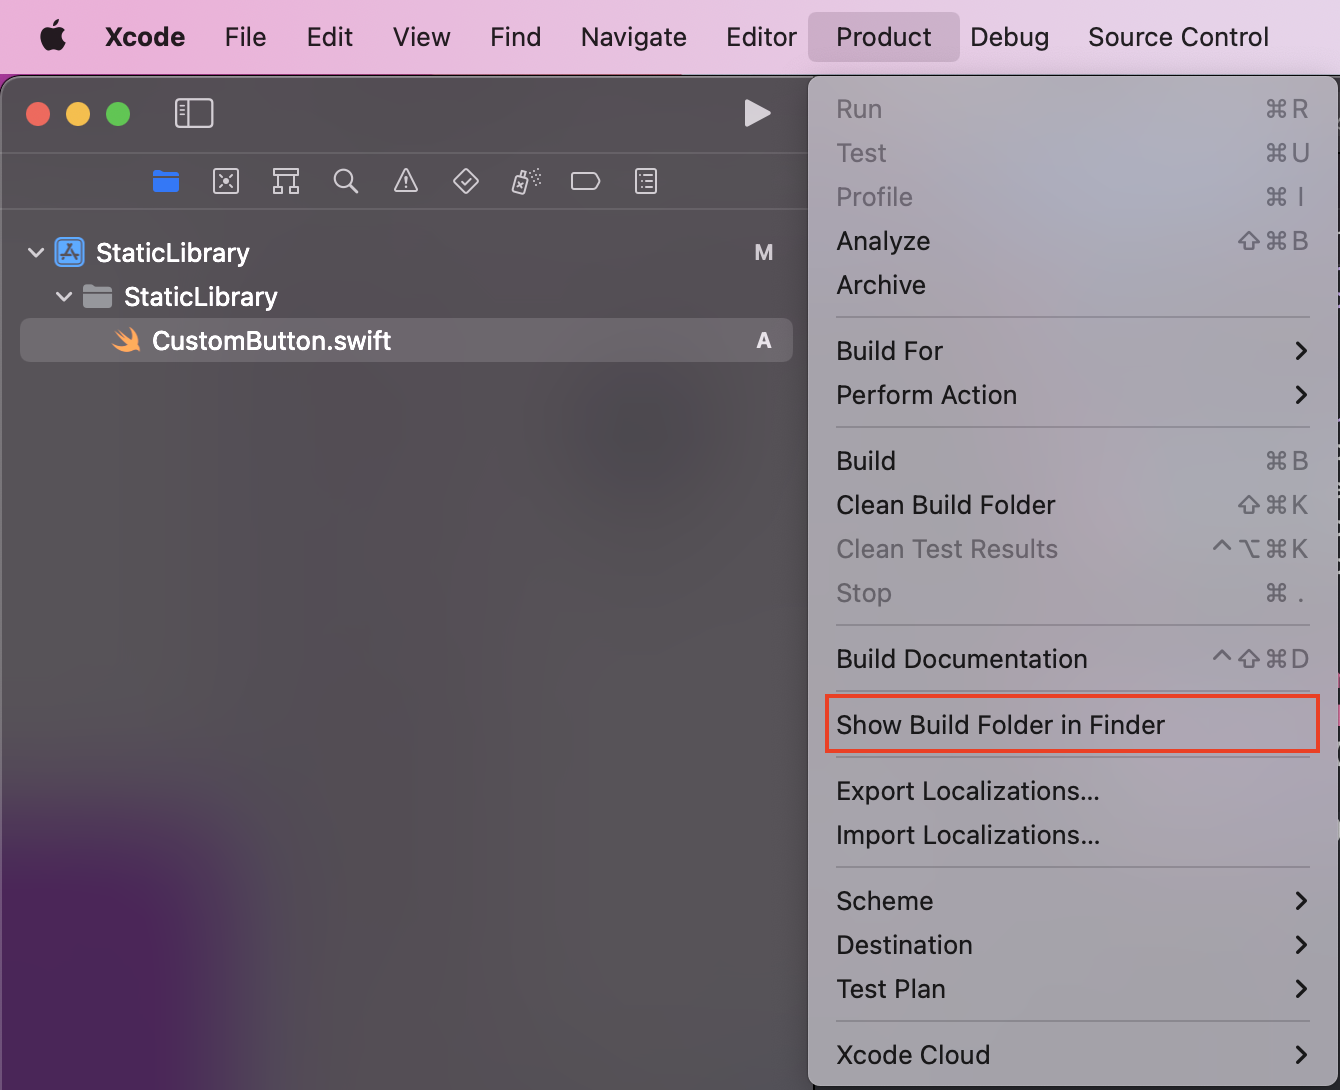 Xcode File Edit View Find Navigate Editor Product Debug Source Control
StaticLibrary M
StaticLibrary
CustomButton.swift A
Run ⌘R
Test ⌘U
Profile ⌘I
Analyze ⇧⌘B
Archive
Build For
Perform Action
Build ⌘B
Clean Build Folder ⇧⌘K
Clean Test Results ^⌥⌘K
Stop ⌘.
Build Documentation ^⇧⌘D
Show Build Folder in Finder
Export Localizations...
Import Localizations...
Scheme
Destination
Test Plan
Xcode Cloud